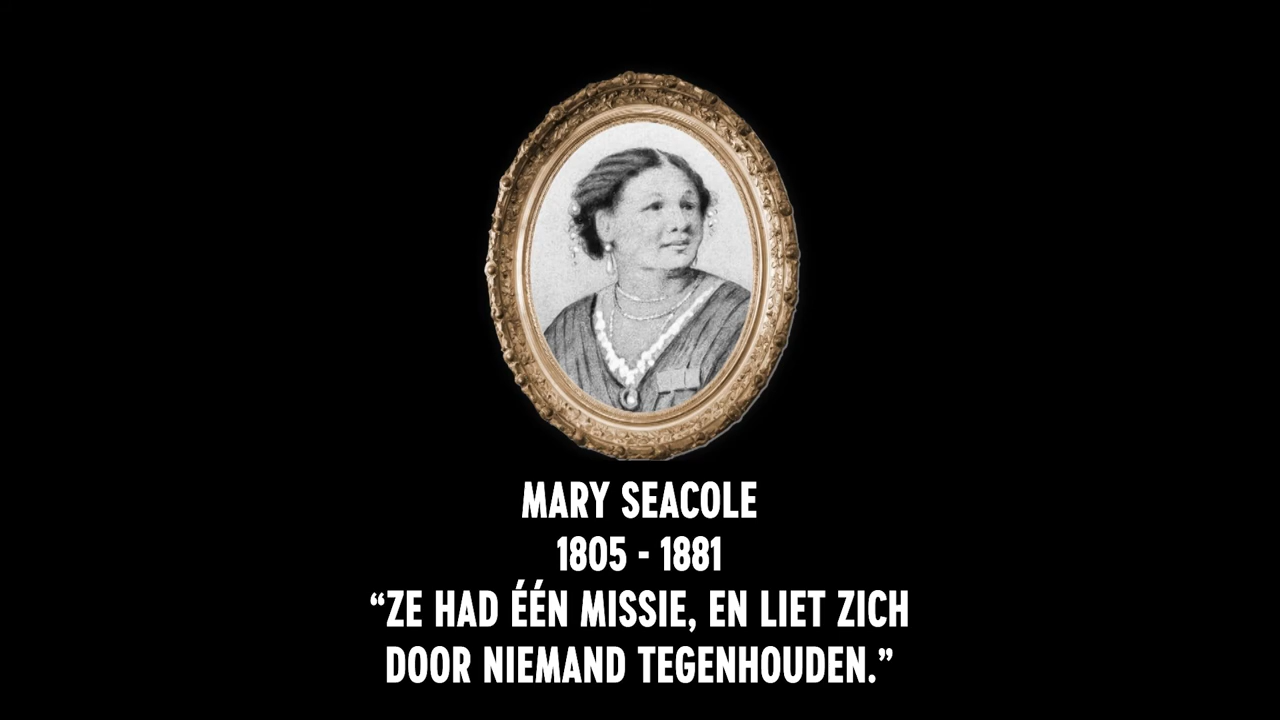 MARY SEACOLE
1805 - 1881
“ZE HAD ÉÉN MISSIE, EN LIET ZICH
DOOR NIEMAND TEGENHOUDEN.”